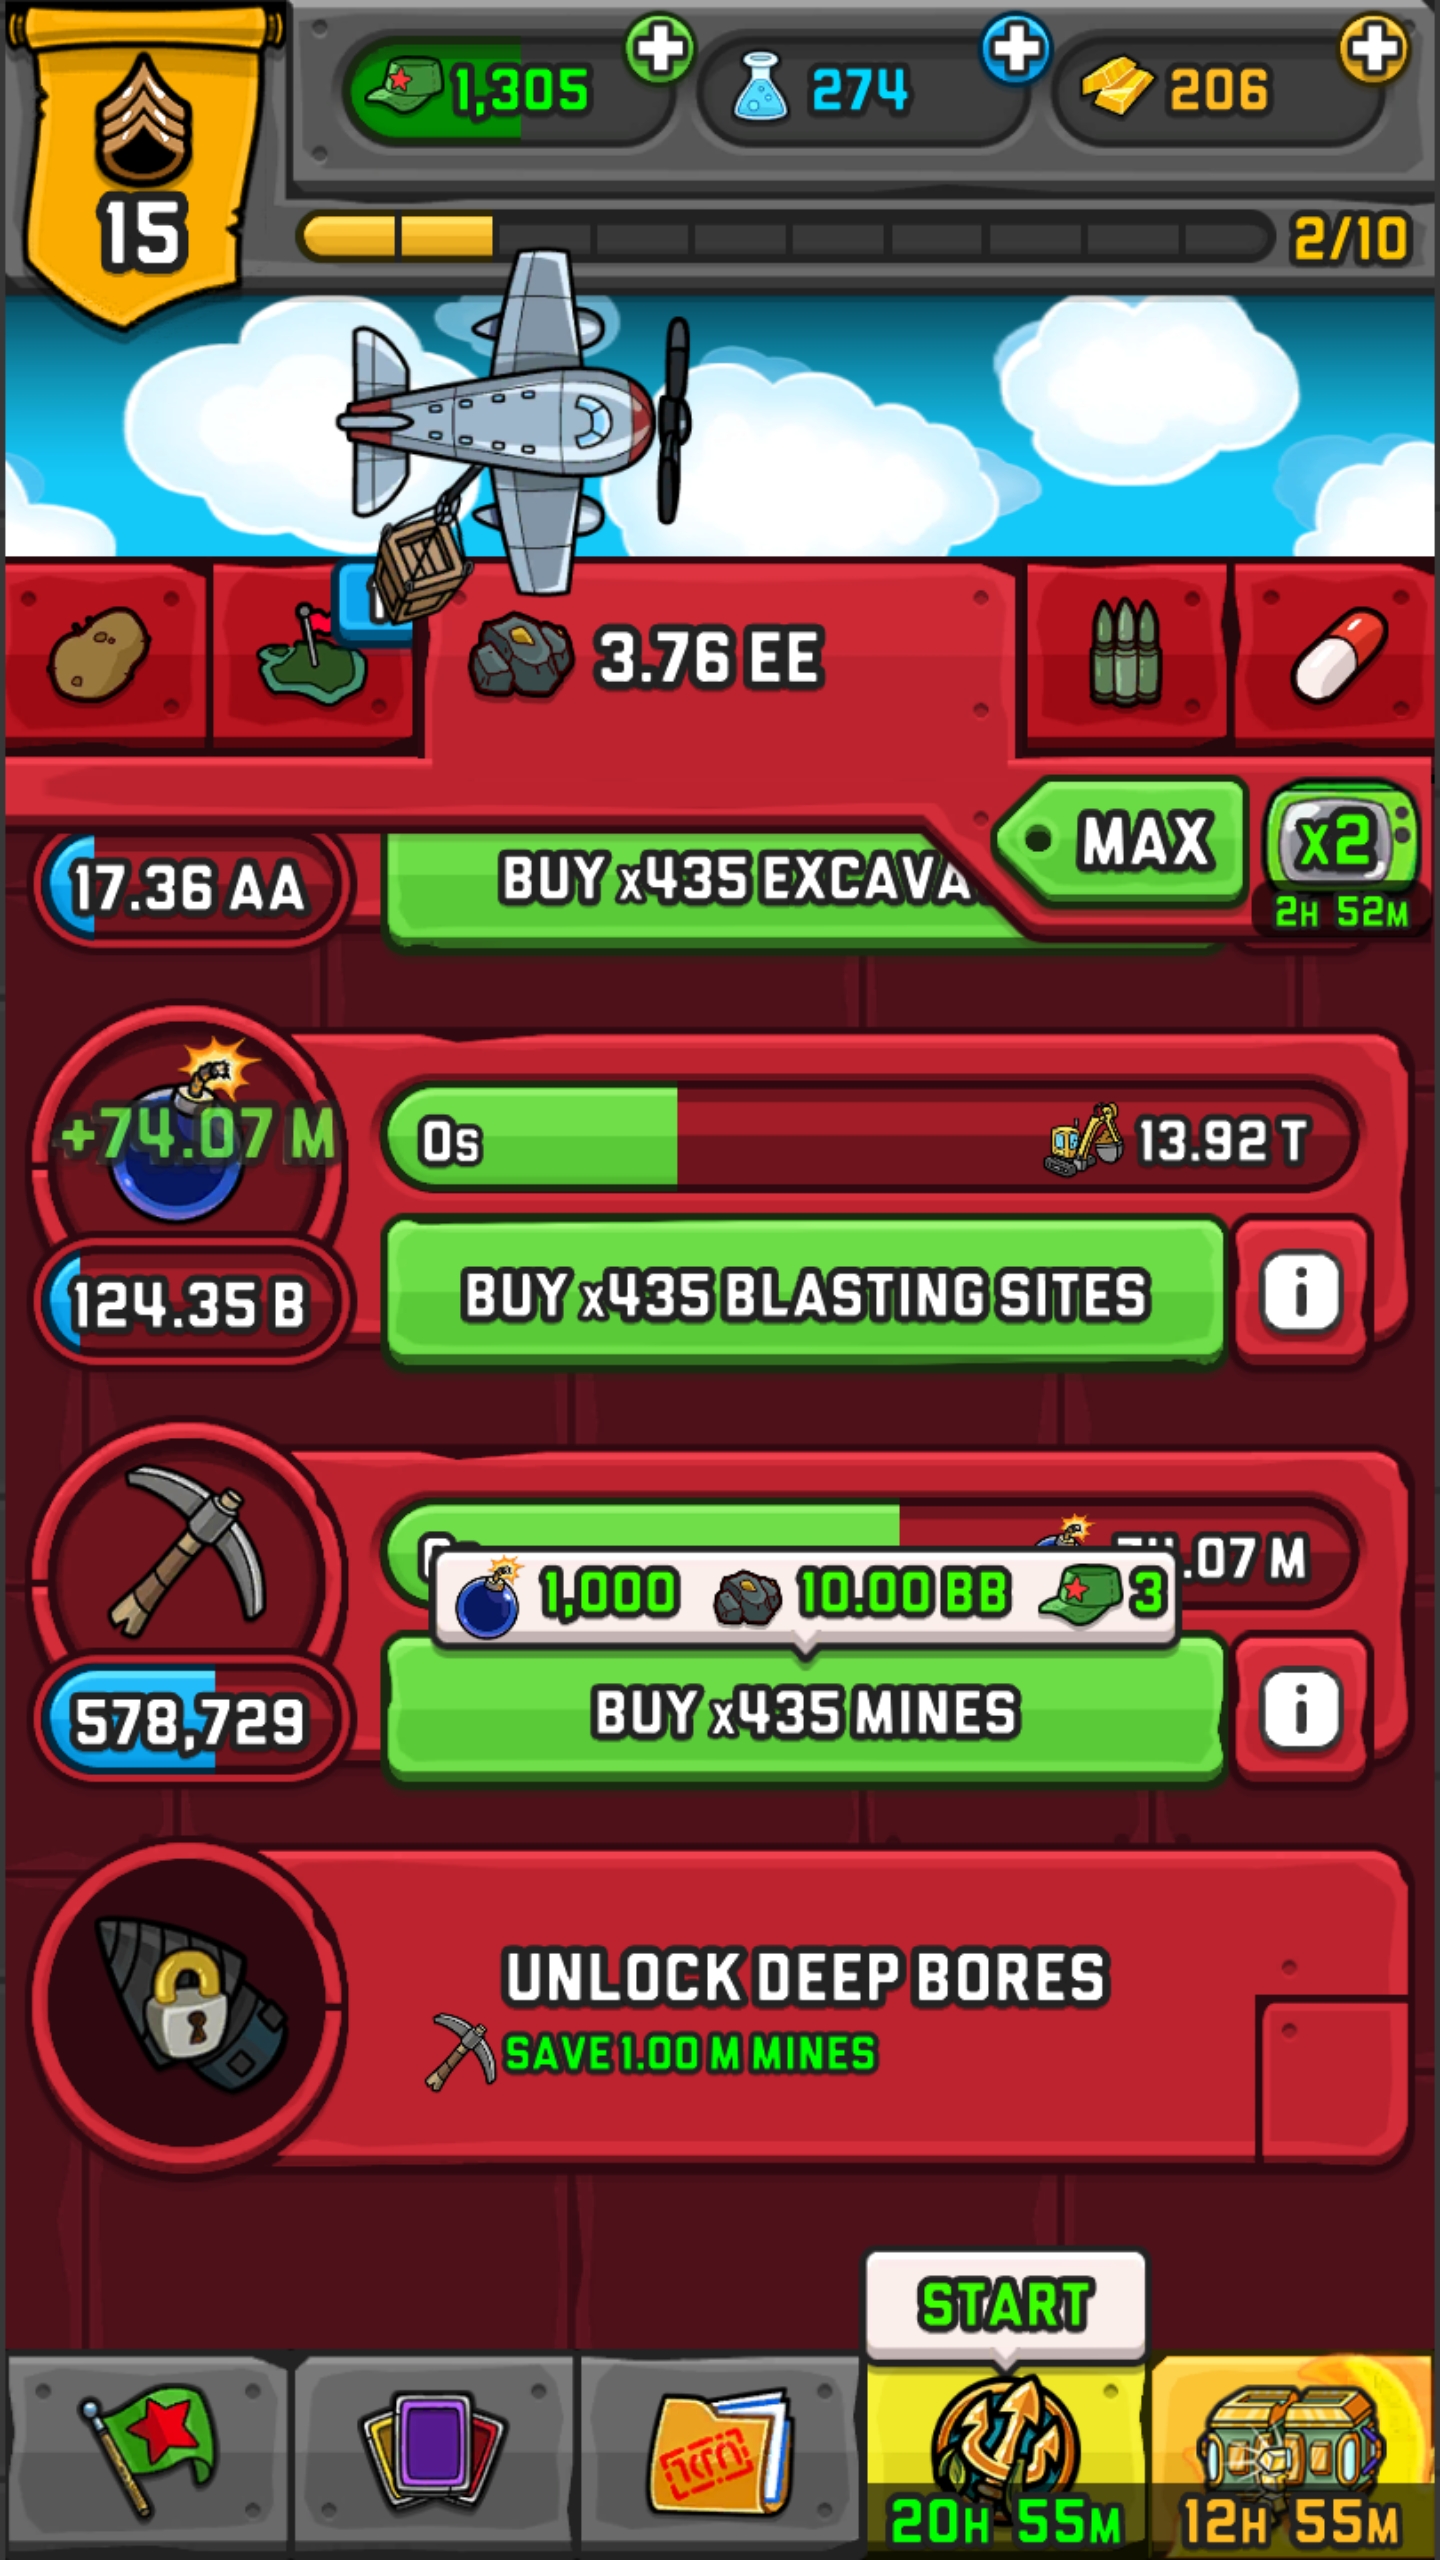 15
1,305
274
206
2/10
3.76 EE
MAX
x2
2H 52M
17.36 AA
BUY x435 EXCAVA
+74.07 M
0s
13.92 T
124.35 B
BUY x435 BLASTING SITES
i
.07 M
1,000
10.00 BB
3
578,729
BUY x435 MINES
i
UNLOCK DEEP BORES
SAVE 1.00 M MINES
START
20H 55M
12H 55M